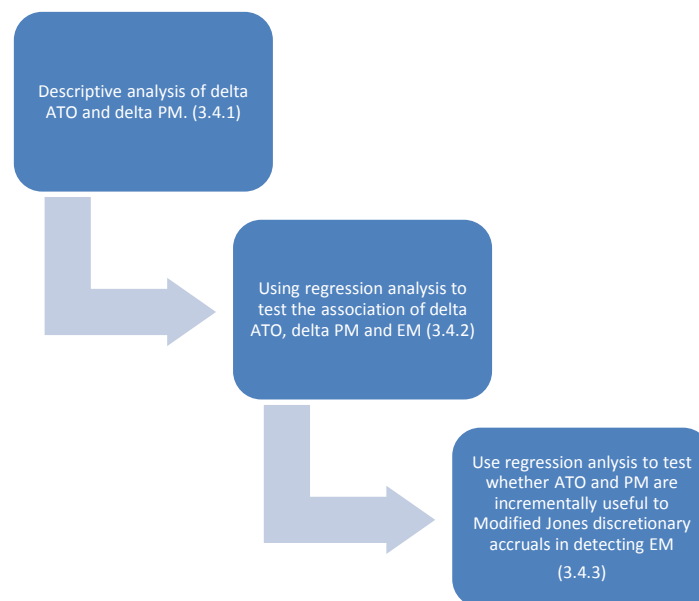 Descriptive analysis of delta
ATO and delta PM. (3.4.1)
Using regression analysis to
test the association of delta
ATO, delta PM and EM (3.4.2)
Use regression anlysis to test
whether ATO and PM are
incrementally useful to
Modified Jones discretionary
accruals in detecting EM
(3.4.3)